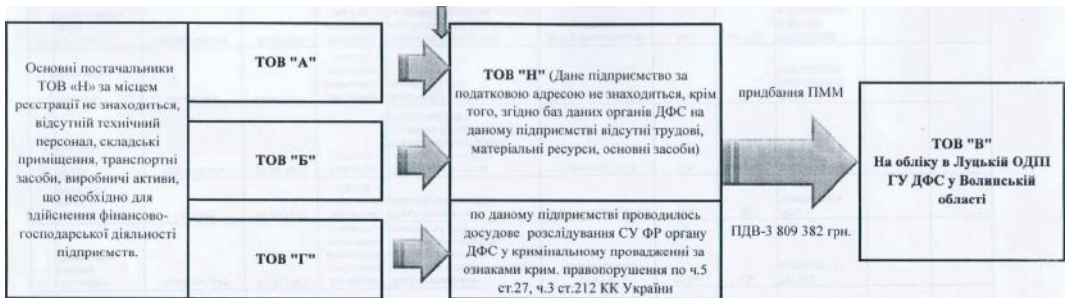 Основні постачальники
ТОВ «Н» за місцем
реєстрації не знаходиться,
відсутній технічний
персонал, складські
приміщення, транспортні
засоби, виробничі активи,
що необхідно для
здійснення фінансово-
господарської діяльності
підприємств.
ТОВ "А"
ТОВ "Б"
ТОВ "Г"
ТОВ "Н" (Дане підприємство за
податковою адресою не знаходиться, крім
того, згідно баз даних органів ДФС на
даному підприємстві відсутні трудові,
матеріальні ресурси, основні засоби)
по даному підприємстві проводилось
досудове розслідування СУ ФР органу
ДФС у кримінальному провадженні за
ознаками крим. правопорушення по ч.5
ст.27, ч.3 ст.212 КК України
придбання ПММ
ПДВ-3 809 382 грн.
ТОВ "В"
На обліку в Луцькій ОДПІ
ГУ ДФС у Волинській
області